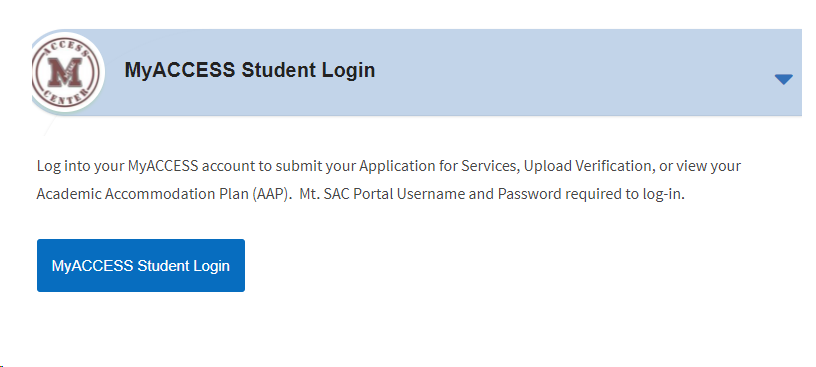 ACCESS
M
CENTER
MyACCESS Student Login
Log into your MyACCESS account to submit your Application for Services, Upload Verification, or view your
Academic Accommodation Plan (AAP).  Mt. SAC Portal Username and Password required to log-in.
MyACCESS Student Login